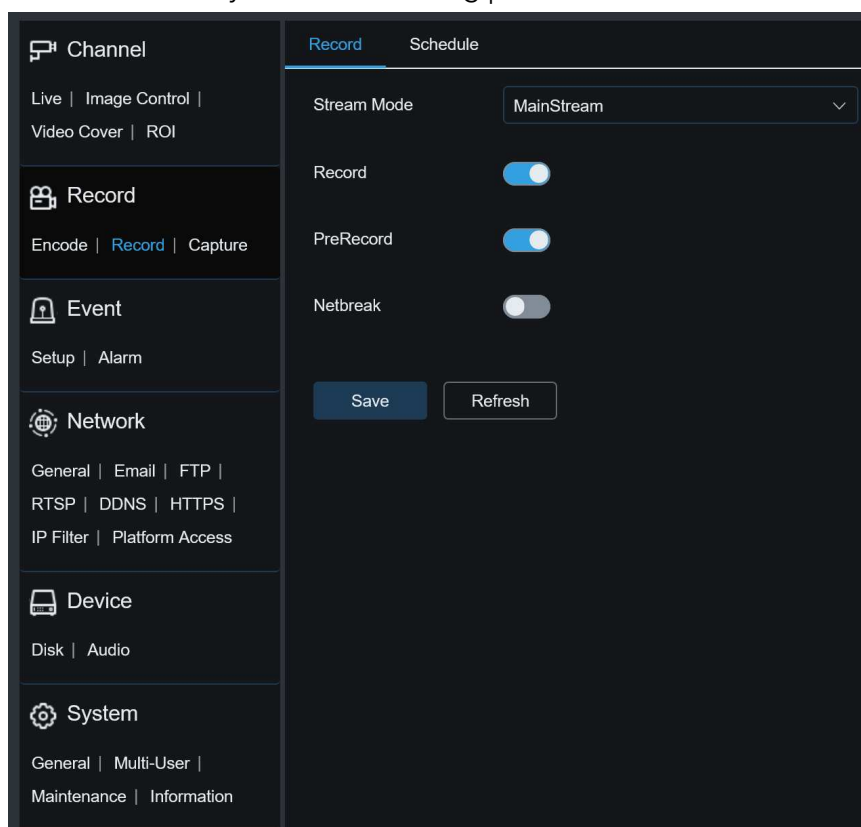 Channel
Live | Image Control |
Video Cover | ROI
Record
Encode | Record | Capture
Event
Setup | Alarm
Network
General | Email | FTP |
RTSP | DDNS | HTTPS |
IP Filter | Platform Access
Device
Disk | Audio
System
General | Multi-User |
Maintenance | Information
Record Schedule
Stream Mode MainStream
Record
PreRecord
Netbreak
Save Refresh